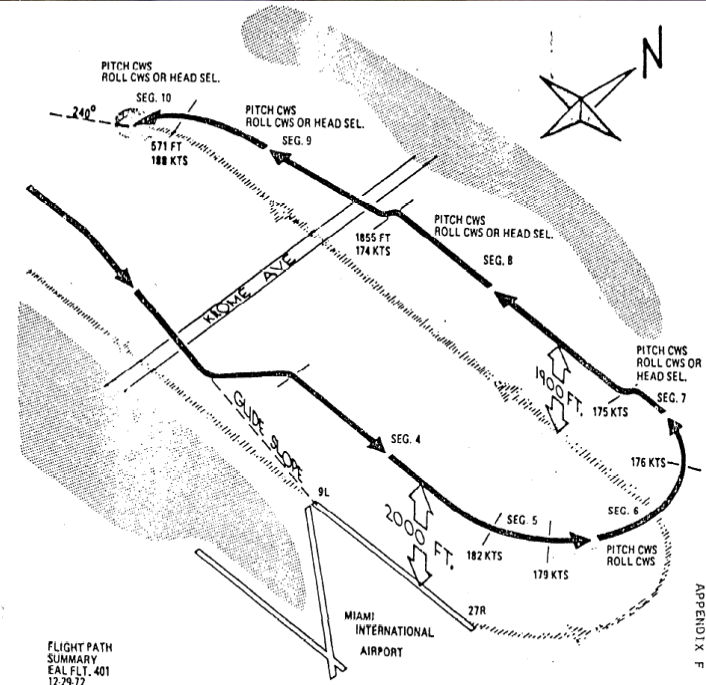 N
PITCH CWS
ROLL CWS OR HEAD SEL.
SEG. 10
240°
571 FT
188 KTS
PITCH CWS
ROLL CWS OR HEAD SEL.
SEG. 9
1855 FT
174 KTS
PITCH CWS
ROLL CWS OR HEAD SEL.
SEG. 8
KROME AVE
1900 FT.
PITCH CWS
ROLL CWS OR
HEAD SEL.
SEG. 7
175 KTS
176 KTS
GLIDE SLOPE
SEG. 4
9L
2000 FT.
SEG. 5
SEG. 6
182 KTS
179 KTS
PITCH CWS
ROLL CWS
27R
MIAMI
INTERNATIONAL
AIRPORT
FLIGHT PATH
SUMMARY
EAL FLT. 401
12-29-72
APPENDIX F